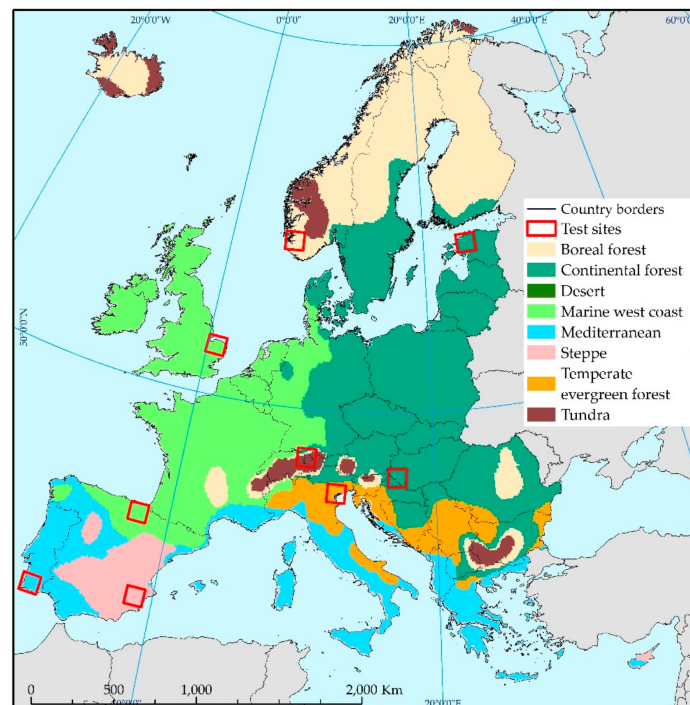 20°0'0"W
0°0'0"
20°0'0"E
40°0'0"E
60°0'
Country borders
Test sites
Boreal forest
Continental forest
Desert
Marine west coast
Mediterranean
Steppe
Temperate
evergreen forest
Tundra
50°0'0"N
0 500 1,000 2,000 Km
20°0'0"E